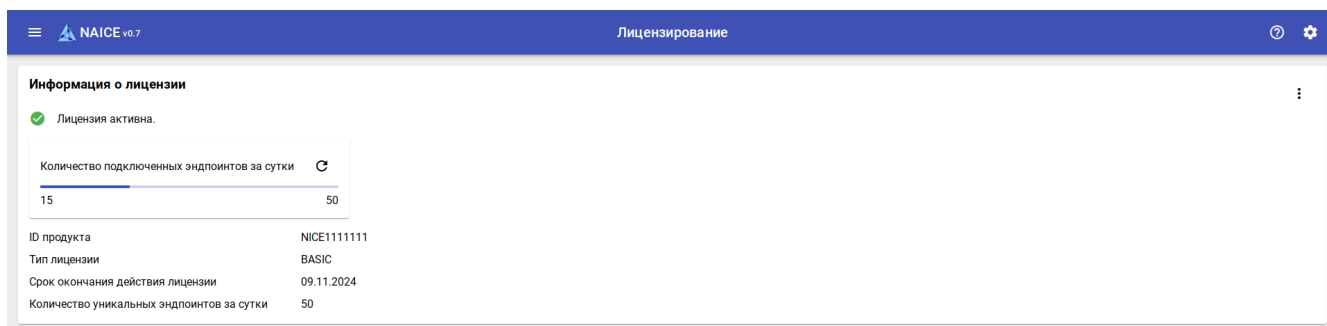 NAICE v0.7
Лицензирование
Информация о лицензии
Лицензия активна.
Количество подключенных эндпоинтов за сутки
15 50
ID продукта NICE1111111
Тип лицензии BASIC
Срок окончания действия лицензии 09.11.2024
Количество уникальных эндпоинтов за сутки 50